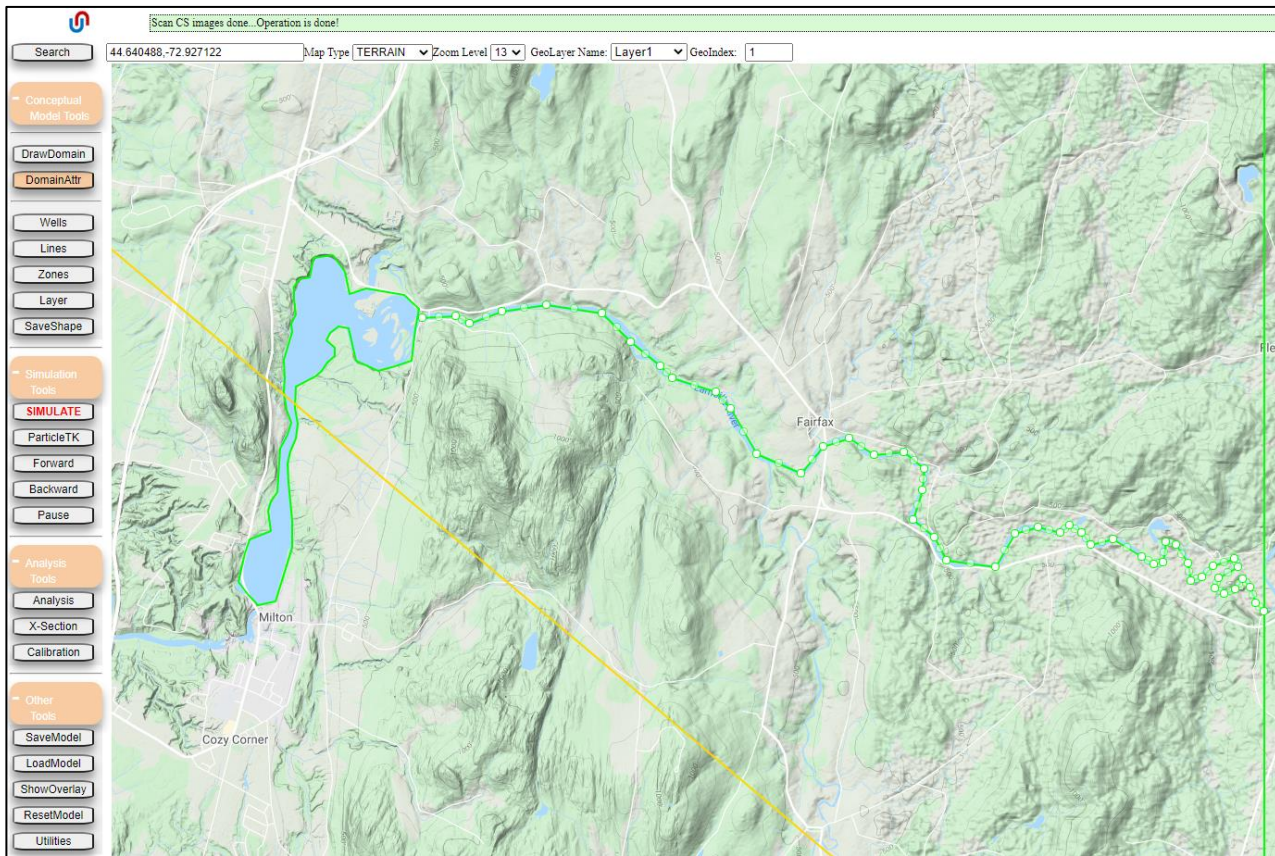 Scan CS images done...Operation is done!
Search 44.640488,-72.927122 Map Type TERRAIN Zoom Level 13 GeoLayer Name: Layer1 GeoIndex: 1
- Conceptual
Model Tools
DrawDomain
DomainAttr
Wells
Lines
Zones
Layer
SaveShape
- Simulation
Tools
SIMULATE
ParticleTK
Forward
Backward
Pause
- Analysis
Tools
Analysis
X-Section
Calibration
- Other
Tools
SaveModel
LoadModel
ShowOverlay
ResetModel
Utilities
Fle
Fairfax
Milton
Cozy Corner